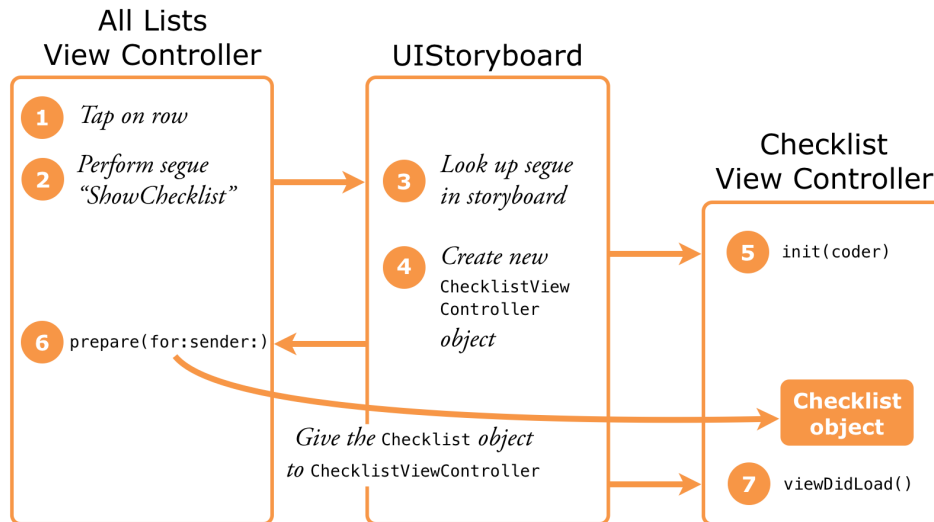 All Lists
View Controller
1 Tap on row
2 Perform segue
“ShowChecklist”
6 prepare(for:sender:)
UIStoryboard
3 Look up segue
in storyboard
4 Create new
ChecklistView
Controller
object
Give the Checklist object
to ChecklistViewController
Checklist
View Controller
5 init(coder)
Checklist
object
7 viewDidLoad()